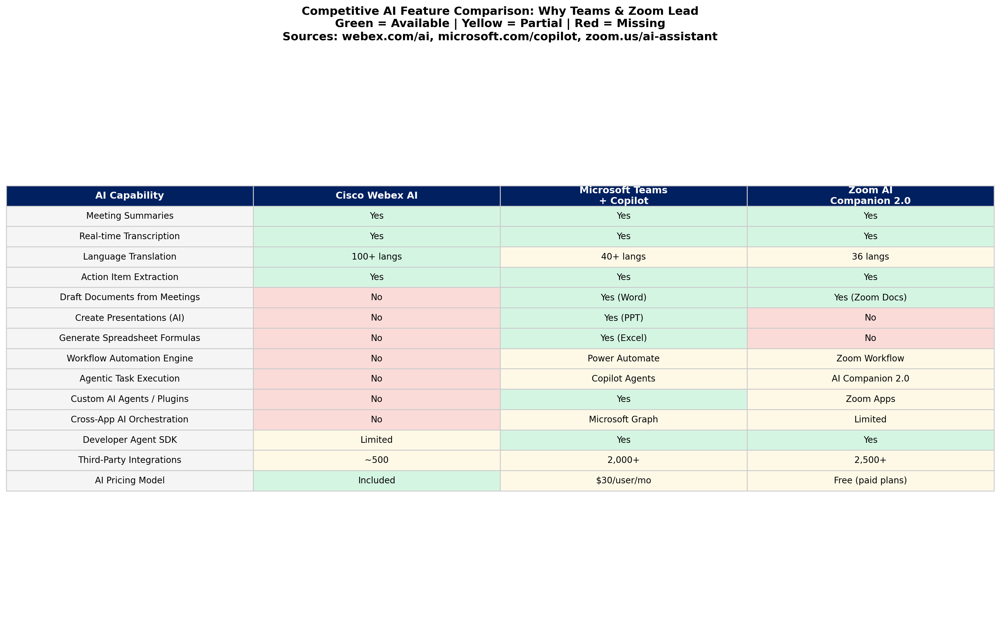 Competitive AI Feature Comparison: Why Teams & Zoom Lead
Green = Available | Yellow = Partial | Red = Missing
Sources: webex.com/ai, microsoft.com/copilot, zoom.us/ai-assistant
AI Capability Cisco Webex AI Microsoft Teams + Copilot Zoom AI Companion 2.0
Meeting Summaries Yes Yes Yes
Real-time Transcription Yes Yes Yes
Language Translation 100+ langs 40+ langs 36 langs
Action Item Extraction Yes Yes Yes
Draft Documents from Meetings No Yes (Word) Yes (Zoom Docs)
Create Presentations (AI) No Yes (PPT) No
Generate Spreadsheet Formulas No Yes (Excel) No
Workflow Automation Engine No Power Automate Zoom Workflow
Agentic Task Execution No Copilot Agents AI Companion 2.0
Custom AI Agents / Plugins No Yes Zoom Apps
Cross-App AI Orchestration No Microsoft Graph Limited
Developer Agent SDK Limited Yes Yes
Third-Party Integrations ~500 2,000+ 2,500+
AI Pricing Model Included $30/user/mo Free (paid plans)